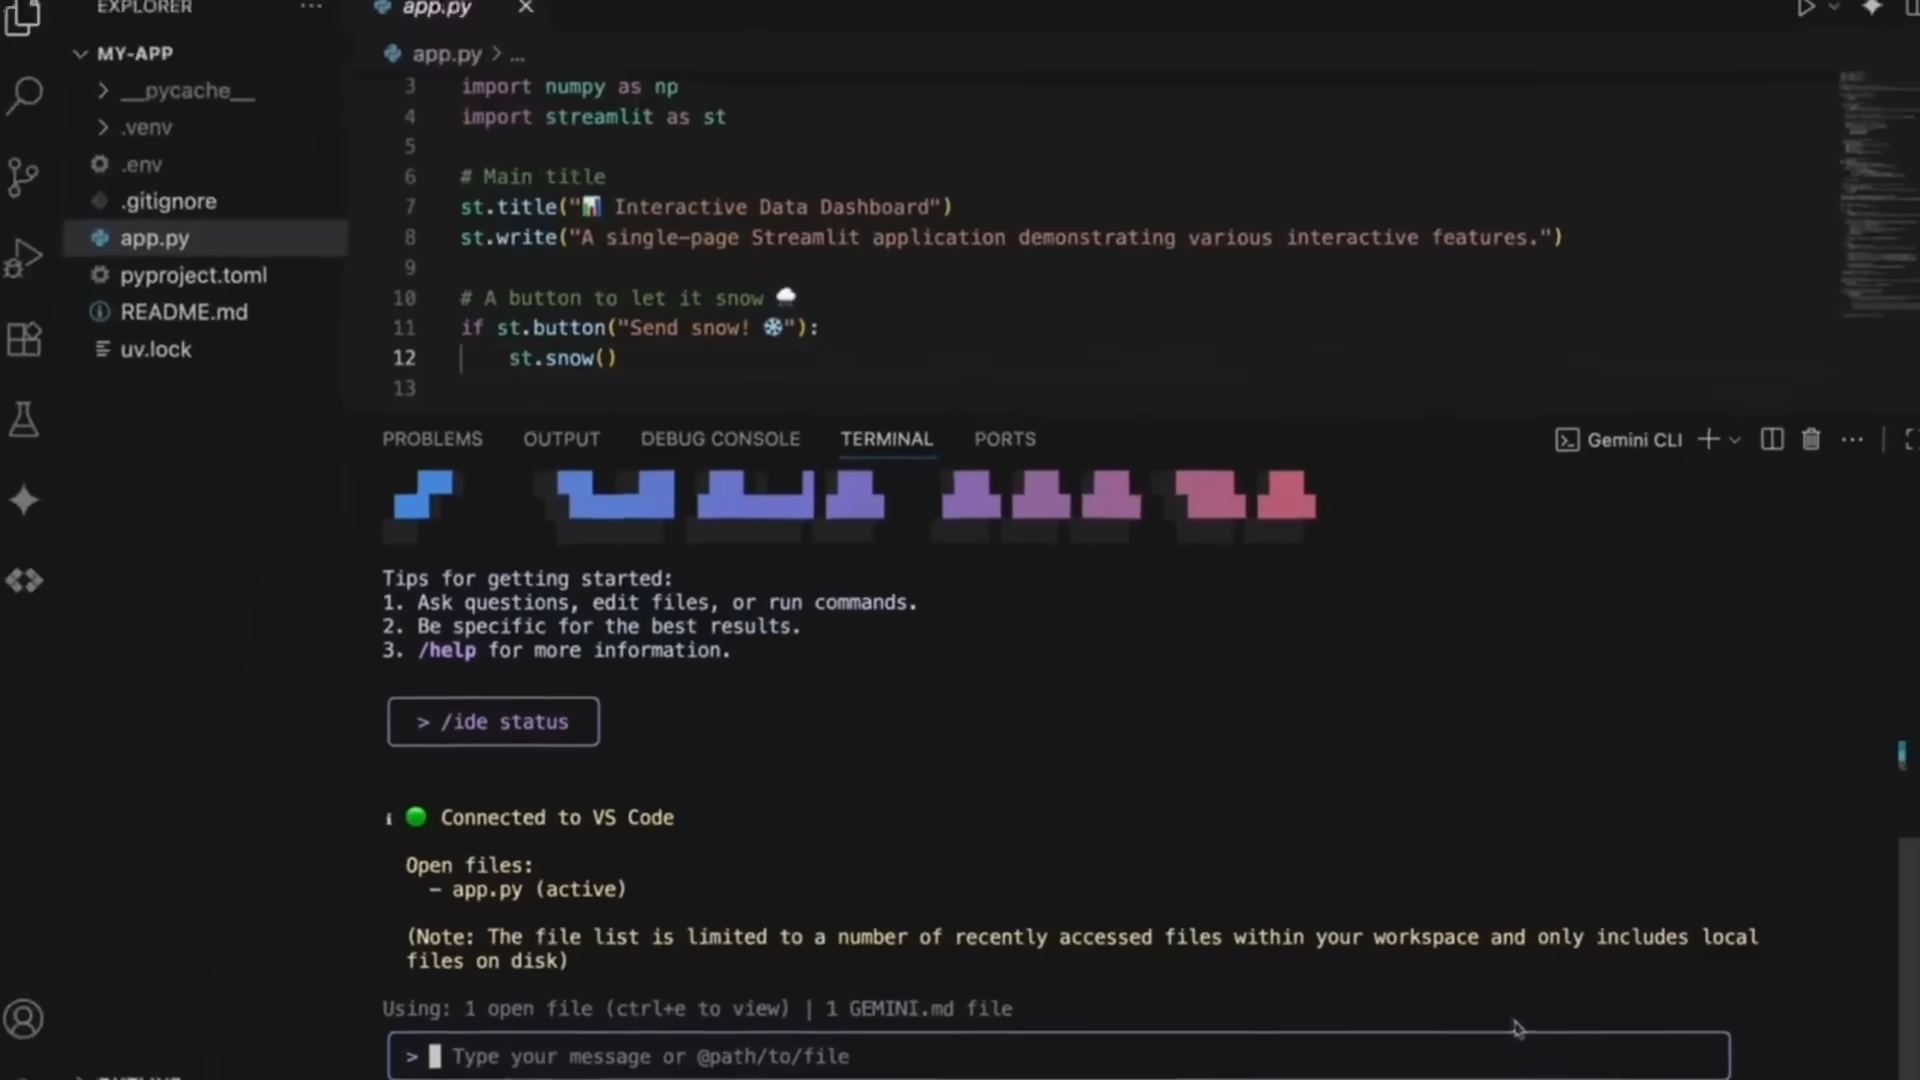 EXPLORER
MY-APP
__pycache__
.venv
.env
.gitignore
app.py
pyproject.toml
README.md
uv.lock
app.py
app.py > ...
3 import numpy as np
4 import streamlit as st
5
6 # Main title
7 st.title("📊 Interactive Data Dashboard")
8 st.write("A single-page Streamlit application demonstrating various interactive features.")
9
10 # A button to let it snow 🌨️
11 if st.button("Send snow! ❄️"):
12 st.snow()
13
PROBLEMS OUTPUT DEBUG CONSOLE TERMINAL PORTS
Gemini CLI
Tips for getting started:
1. Ask questions, edit files, or run commands.
2. Be specific for the best results.
3. /help for more information.
> /ide status
ℹ 🟢 Connected to VS Code
Open files:
- app.py (active)
(Note: The file list is limited to a number of recently accessed files within your workspace and only includes local
files on disk)
Using: 1 open file (ctrl+e to view) | 1 GEMINI.md file
> Type your message or @path/to/file